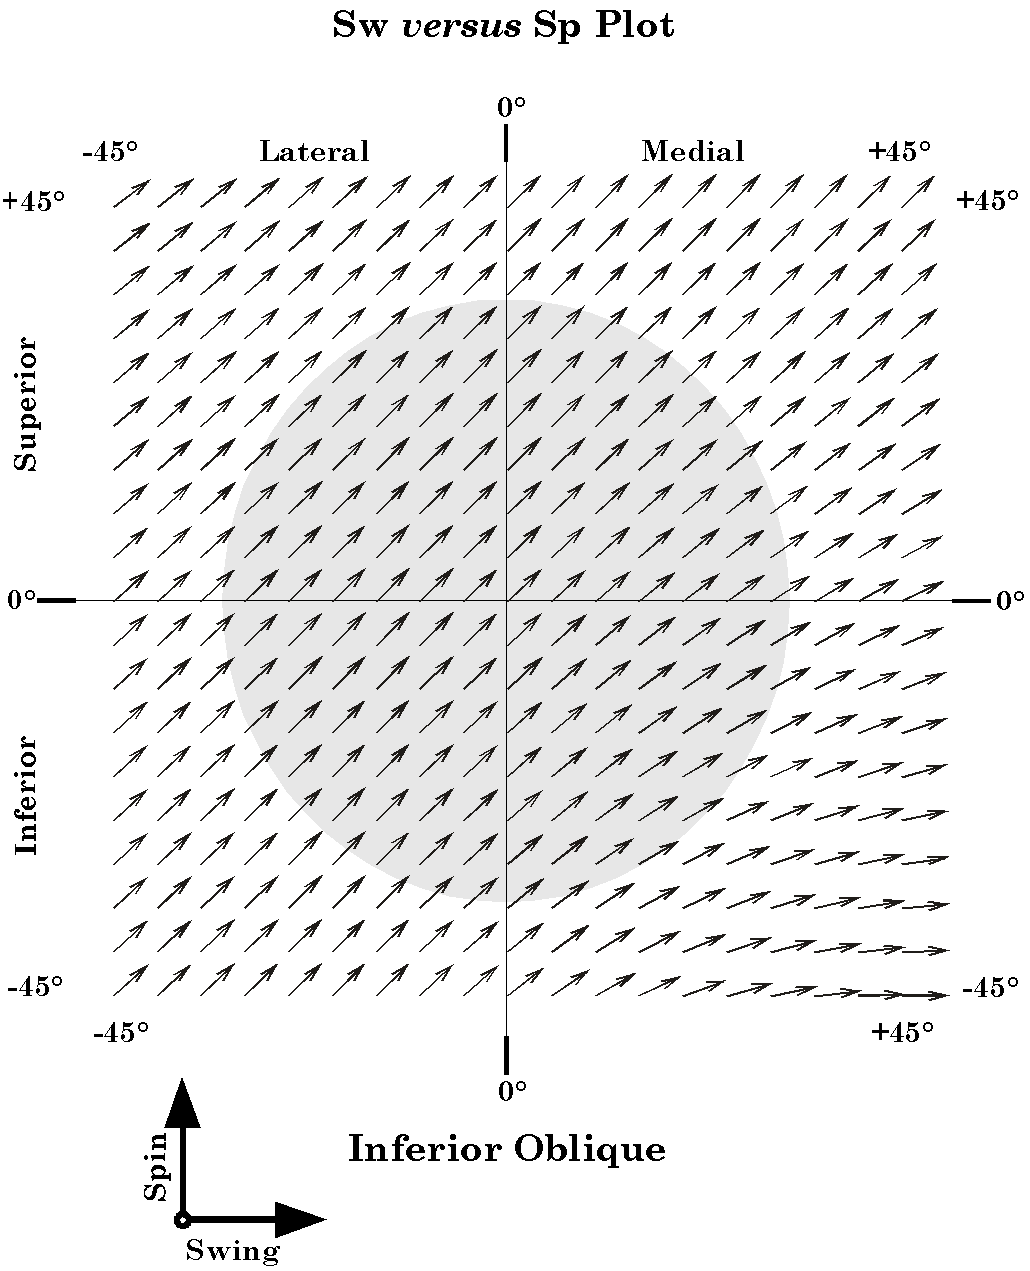 Sw versus Sp Plot
0°
-45° Lateral Medial +45°
+45° +45°
Superior
0° 0°
Inferior
-45° -45°
-45° +45°
0°
Spin
Inferior Oblique
Swing